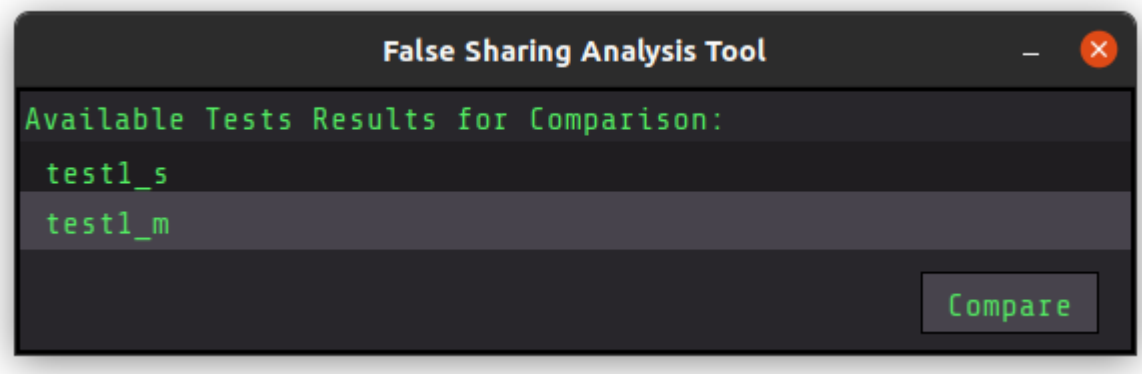 False Sharing Analysis Tool
Available Tests Results for Comparison:
test1_s
test1_m
Compare